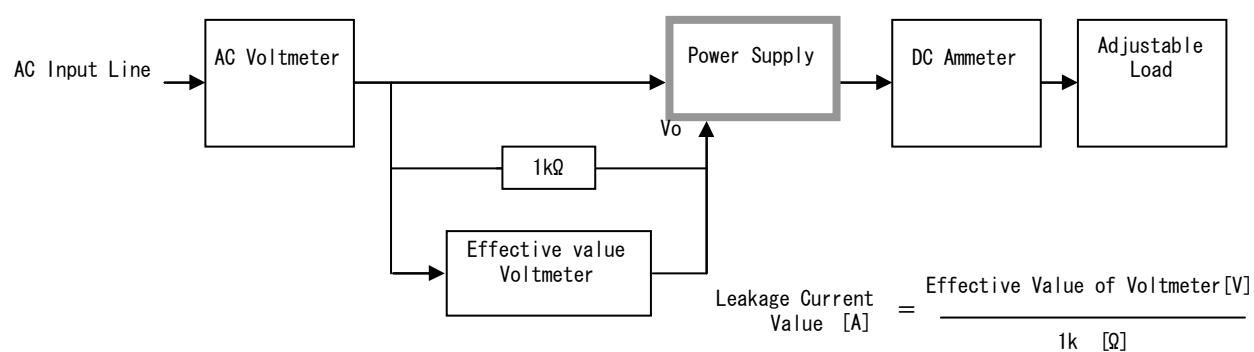 AC Input Line
AC Voltmeter
Power Supply
DC Ammeter
Adjustable
Load
Vo
1kΩ
Effective value
Voltmeter
Leakage Current
Value [A]
=
Effective Value of Voltmeter[V]
1k [Ω]